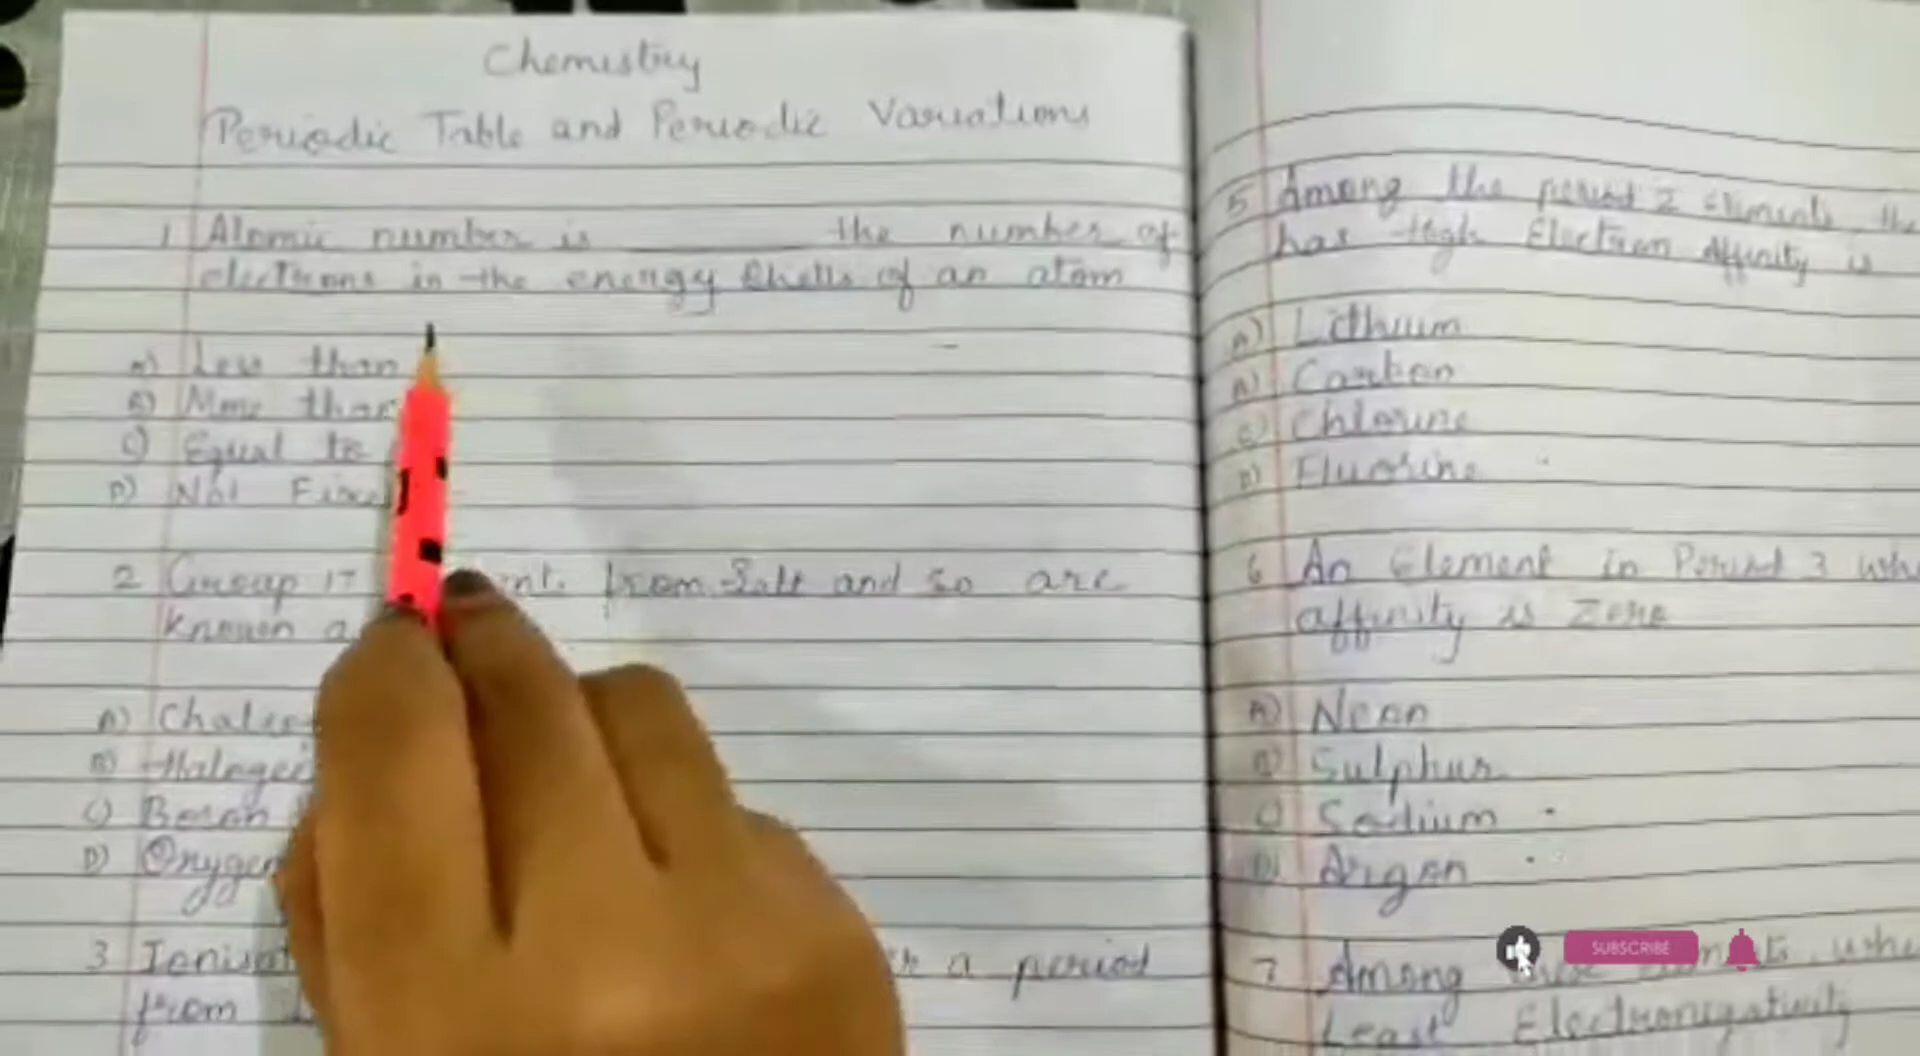 Chemistry
Periodic Table and Periodic Variations
1 Atomic number is ________ the number of
electrons in the energy shells of an atom
A) Less than
B) More than
C) Equal to
D) Not Fixed
2 Group 17 from Salt and so are
known
A)
B) Halogen
C) Boron
D) Oxygen
3 a period
from
5 Among the period 2 elements the
has High Electron Affinity is
A) Lithium
B) Carbon
C) Chlorine
D) Fluorine
6 An Element in Period 3
affinity is Zero
A) Neon
B) Sulphur
C) Sodium
D) Argon
7 Among
Least Electronegativity
SUBSCRIBE